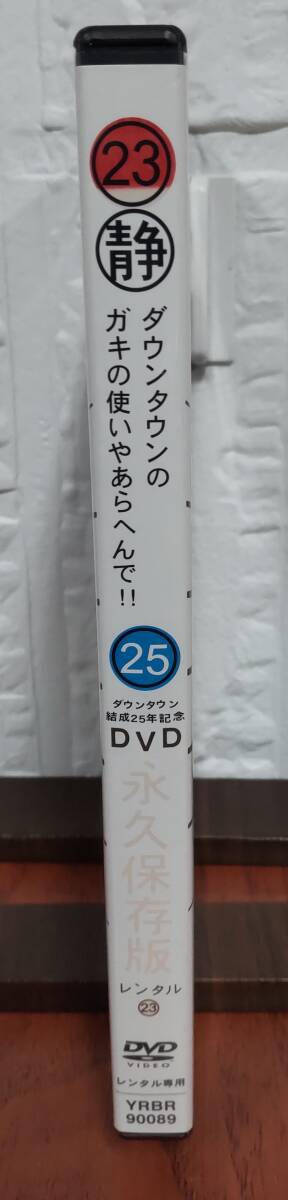 23
静
ダウンタウンの
ガキの使いやあらへんで!!
25
ダウンタウン
結成25年記念
DVD
永久保存版
レンタル
23
DVD
VIDEO
レンタル専用
YRBR
90089